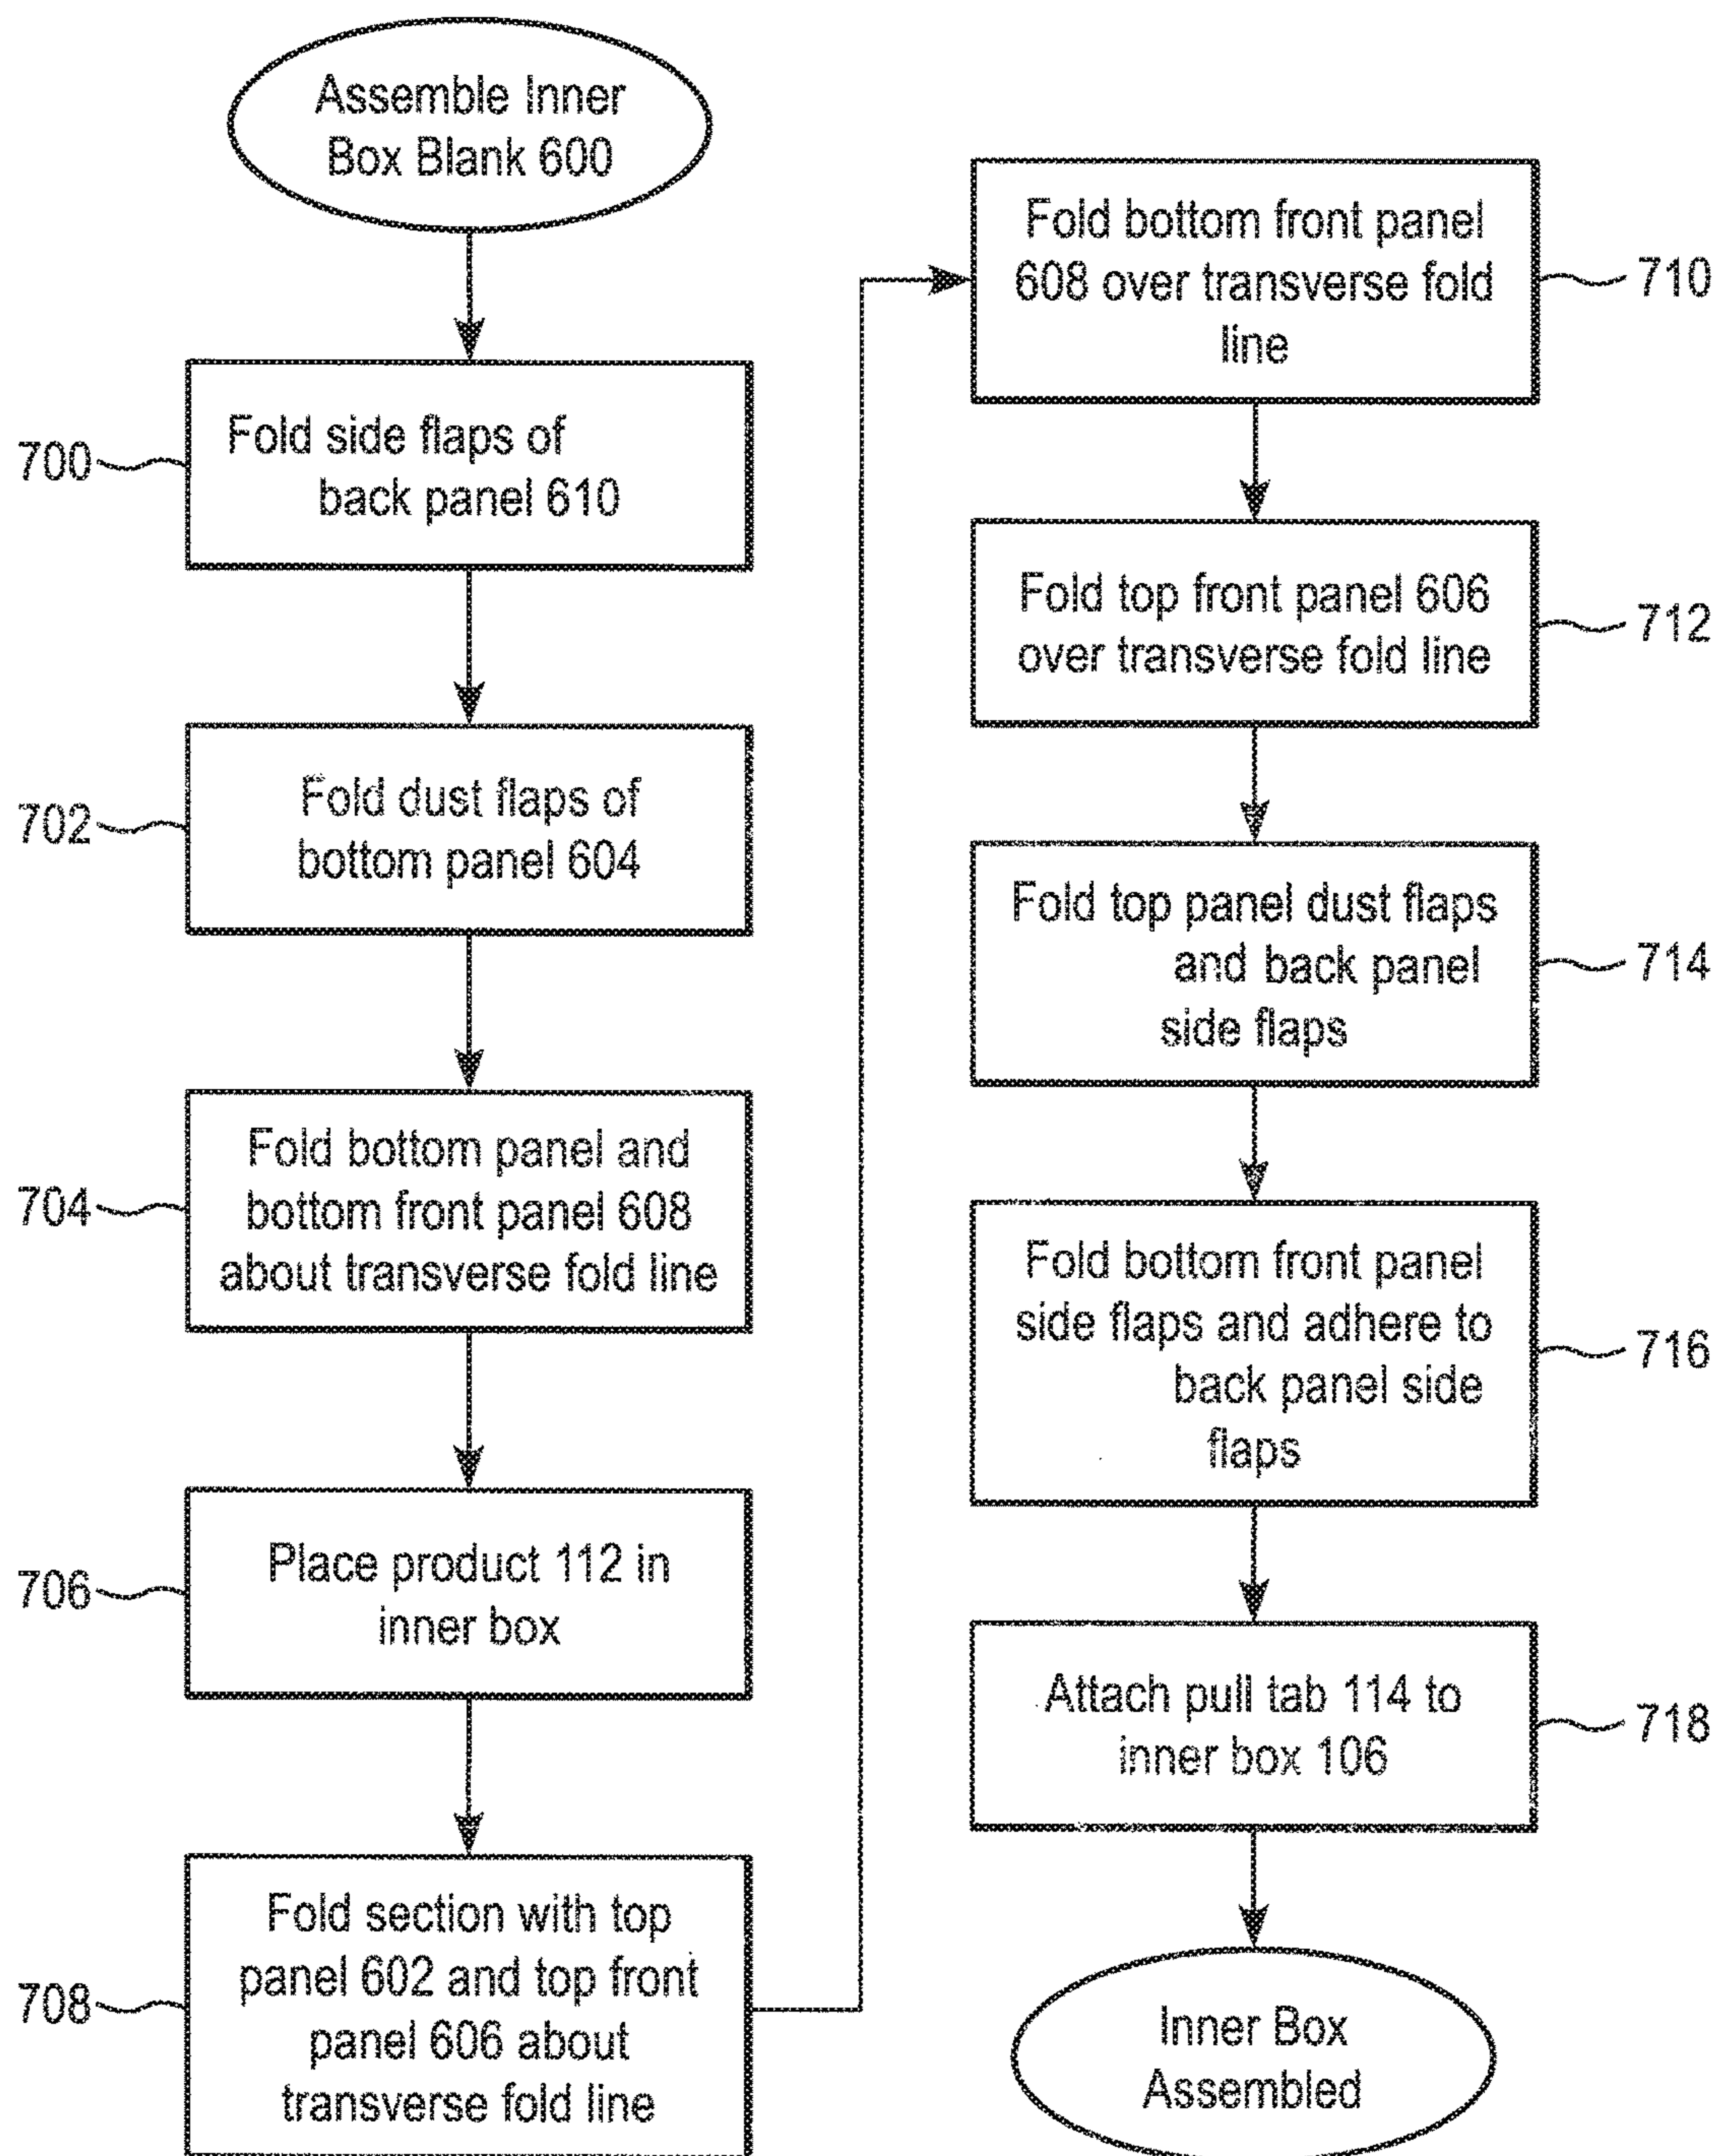 Assemble Inner
Box Blank 600
700
Fold side flaps of
back panel 610
702
Fold dust flaps of
bottom panel 604
704
Fold bottom panel and
bottom front panel 608
about transverse fold line
706
Place product 112 in
inner box
708
Fold section with top
panel 602 and top front
panel 606 about
transverse fold line
Fold bottom front panel
608 over transverse fold
line
710
Fold top front panel 606
over transverse fold line
712
Fold top panel dust flaps
and back panel
side flaps
714
Fold bottom front panel
side flaps and adhere to
back panel side
flaps
716
Attach pull tab 114 to
inner box 106
718
Inner Box
Assembled